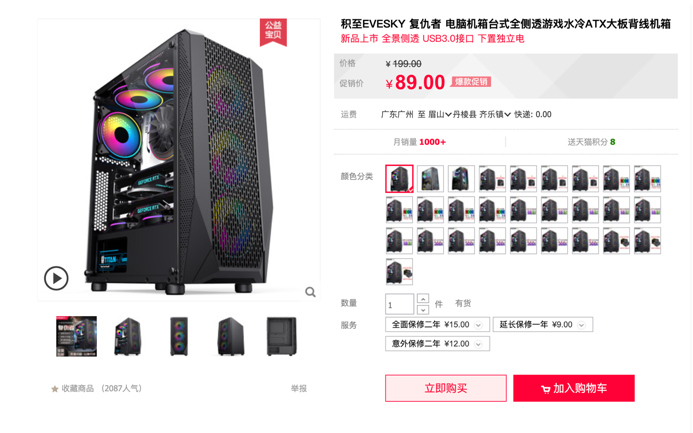 公益
宝贝
积至EVESKY 复仇者 电脑机箱台式全侧透游戏水冷ATX大板背线机箱
新品上市 全景侧透 USB3.0接口 下置独立电
价格
¥ 199.00
促销价
¥ 89.00 爆款促销
运费
广东广州 至 眉山 丹棱县 齐乐镇 快递: 0.00
月销量 1000+
送天猫积分 8
颜色分类
数量
1
件
有货
服务
全面保修二年 ¥15.00
延长保修一年 ¥9.00
意外保修二年 ¥12.00
收藏商品 (2087人气)
举报
立即购买
加入购物车